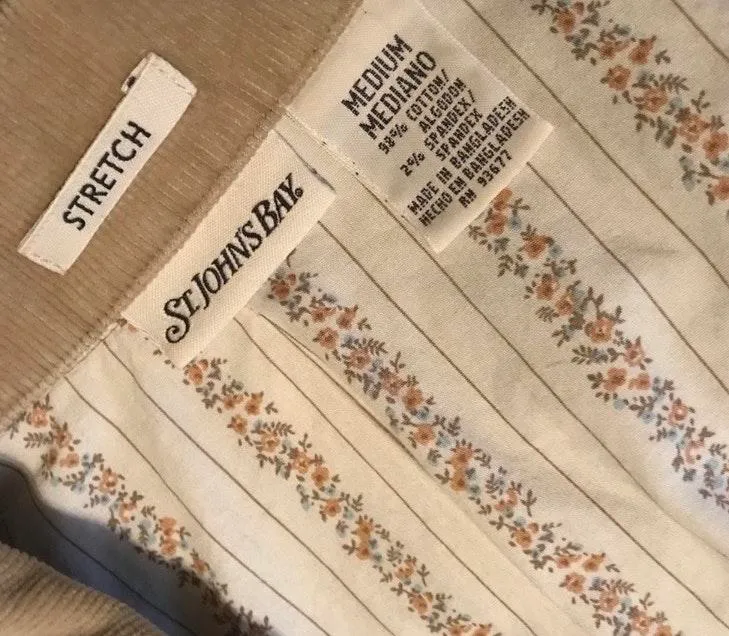 STRETCH
ST. JOHN'S BAY.
MEDIUM
MEDIANO
98% COTTON/
ALGODON
2% SPANDEX/
SPANDEX
MADE IN BANGLADESH
HECHO EN BANGLADESH
RN 93677